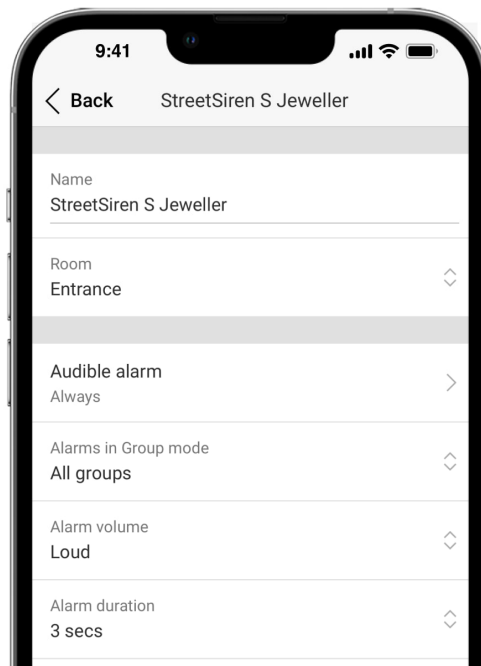 9:41
Back StreetSiren S Jeweller
Name
StreetSiren S Jeweller
Room
Entrance
Audible alarm
Always
Alarms in Group mode
All groups
Alarm volume
Loud
Alarm duration
3 secs